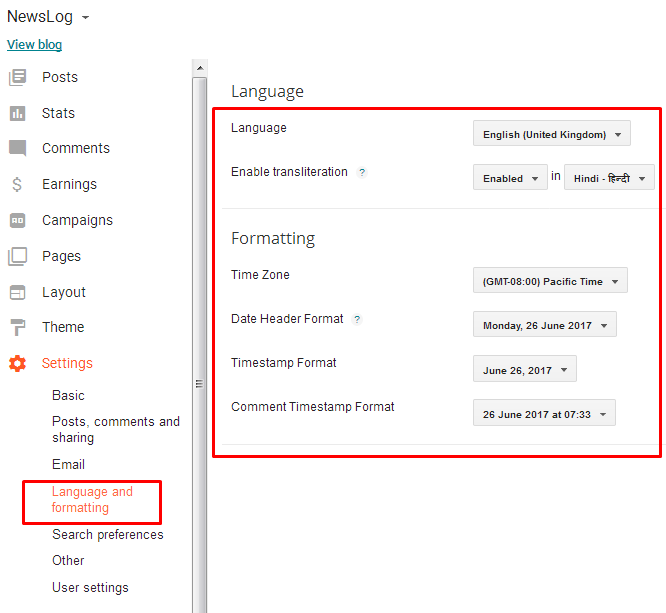 NewsLog
View blog
Posts
Stats
Comments
Earnings
Campaigns
Pages
Layout
Theme
Settings
Basic
Posts, comments and
sharing
Email
Language and
formatting
Search preferences
Other
User settings
Language
Language English (United Kingdom)
Enable transliteration ? Enabled in Hindi - हिन्दी
Formatting
Time Zone (GMT-08:00) Pacific Time
Date Header Format ? Monday, 26 June 2017
Timestamp Format June 26, 2017
Comment Timestamp Format 26 June 2017 at 07:33